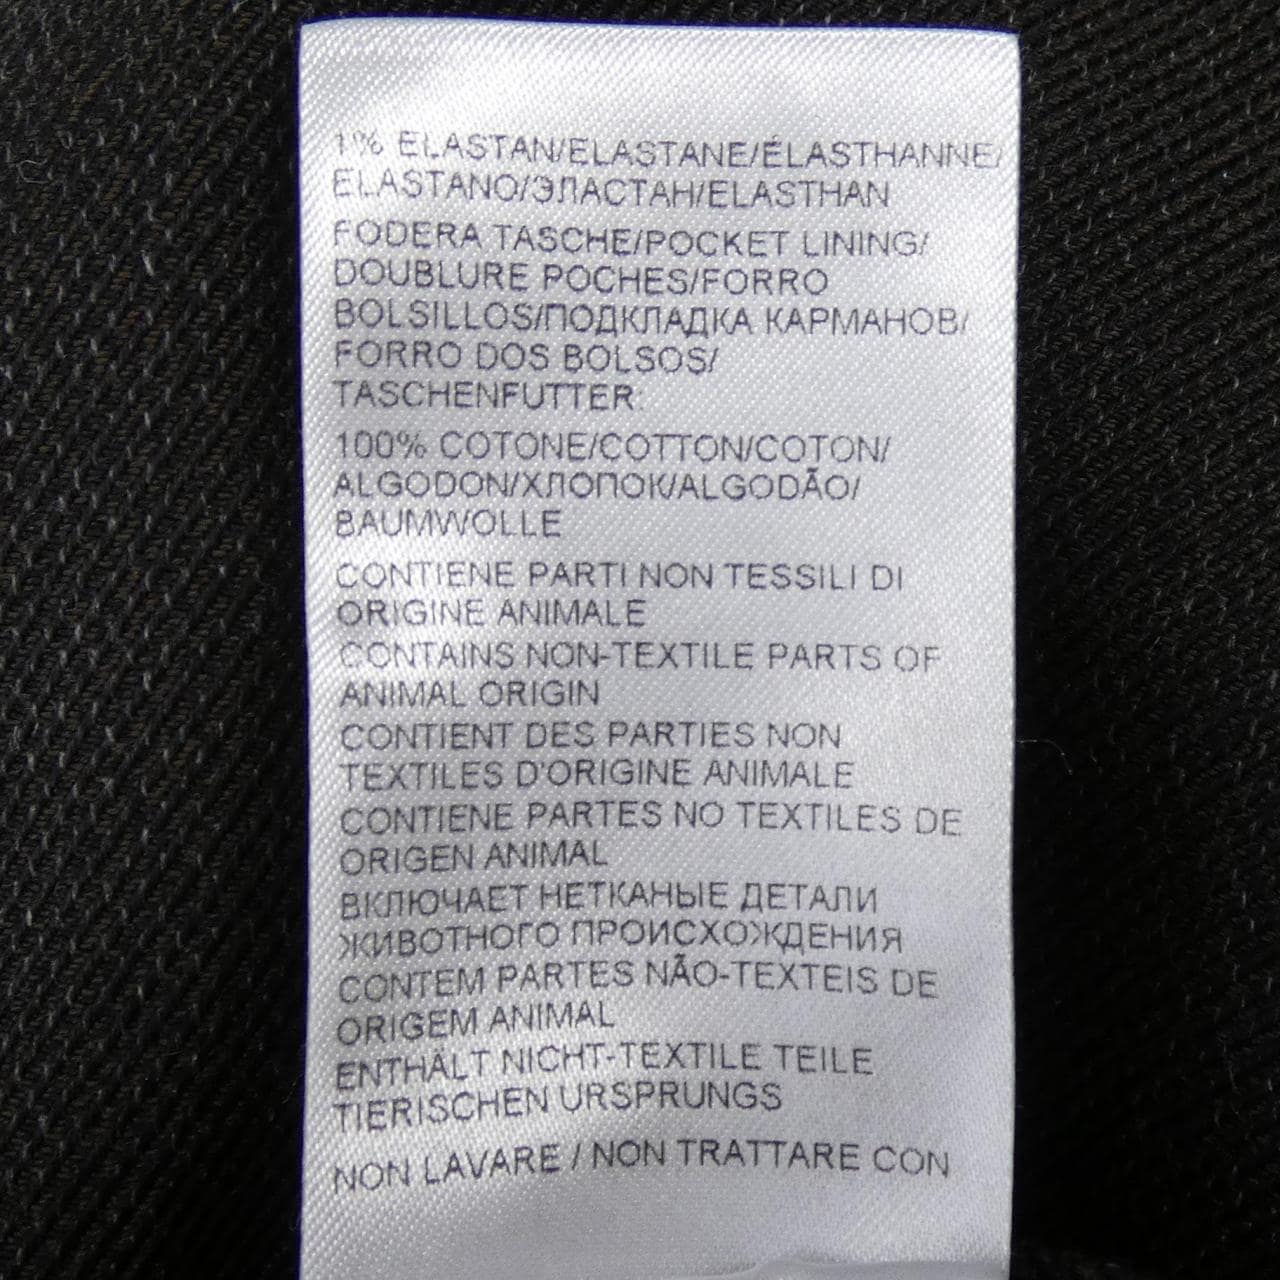 1% ELASTAN/ELASTANE/ÉLASTHANNE/
ELASTANO/ЭЛАСТАН/ELASTHAN
FODERA TASCHE/POCKET LINING/
DOUBLURE POCHES/FORRO
BOLSILLOS/ПОДКЛАДКА КАРМАНОВ/
FORRO DOS BOLSOS/
TASCHENFUTTER:
100% COTONE/COTTON/COTON/
ALGODON/ХЛОПОК/ALGODÃO/
BAUMWOLLE
CONTIENE PARTI NON TESSILI DI
ORIGINE ANIMALE
CONTAINS NON-TEXTILE PARTS OF
ANIMAL ORIGIN
CONTIENT DES PARTIES NON
TEXTILES D'ORIGINE ANIMALE
CONTIENE PARTES NO TEXTILES DE
ORIGEN ANIMAL
ВКЛЮЧАЕТ НЕТКАНЫЕ ДЕТАЛИ
ЖИВОТНОГО ПРОИСХОЖДЕНИЯ
CONTEM PARTES NÃO-TEXTEIS DE
ORIGEM ANIMAL
ENTHÄLT NICHT-TEXTILE TEILE
TIERISCHEN URSPRUNGS
NON LAVARE / NON TRATTARE CON